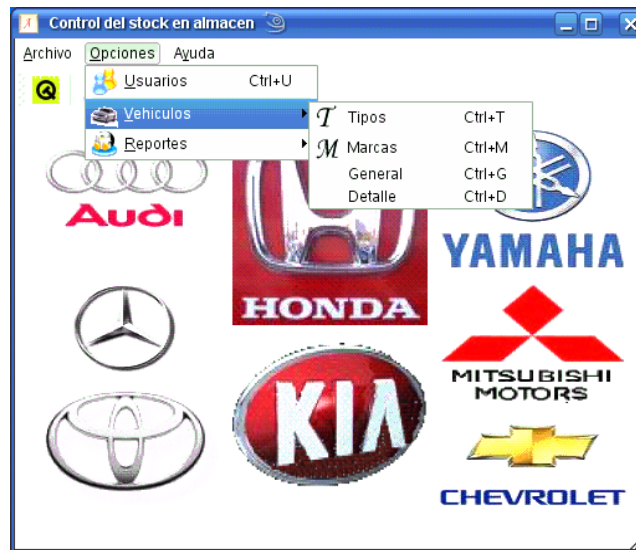 Control del stock en almacen
Archivo Opciones Ayuda
Usuarios Ctrl+U
Vehiculos
Reportes
T Tipos Ctrl+T
M Marcas Ctrl+M
General Ctrl+G
Detalle Ctrl+D
Audi
HONDA
YAMAHA
KIA
MITSUBISHI
MOTORS
CHEVROLET